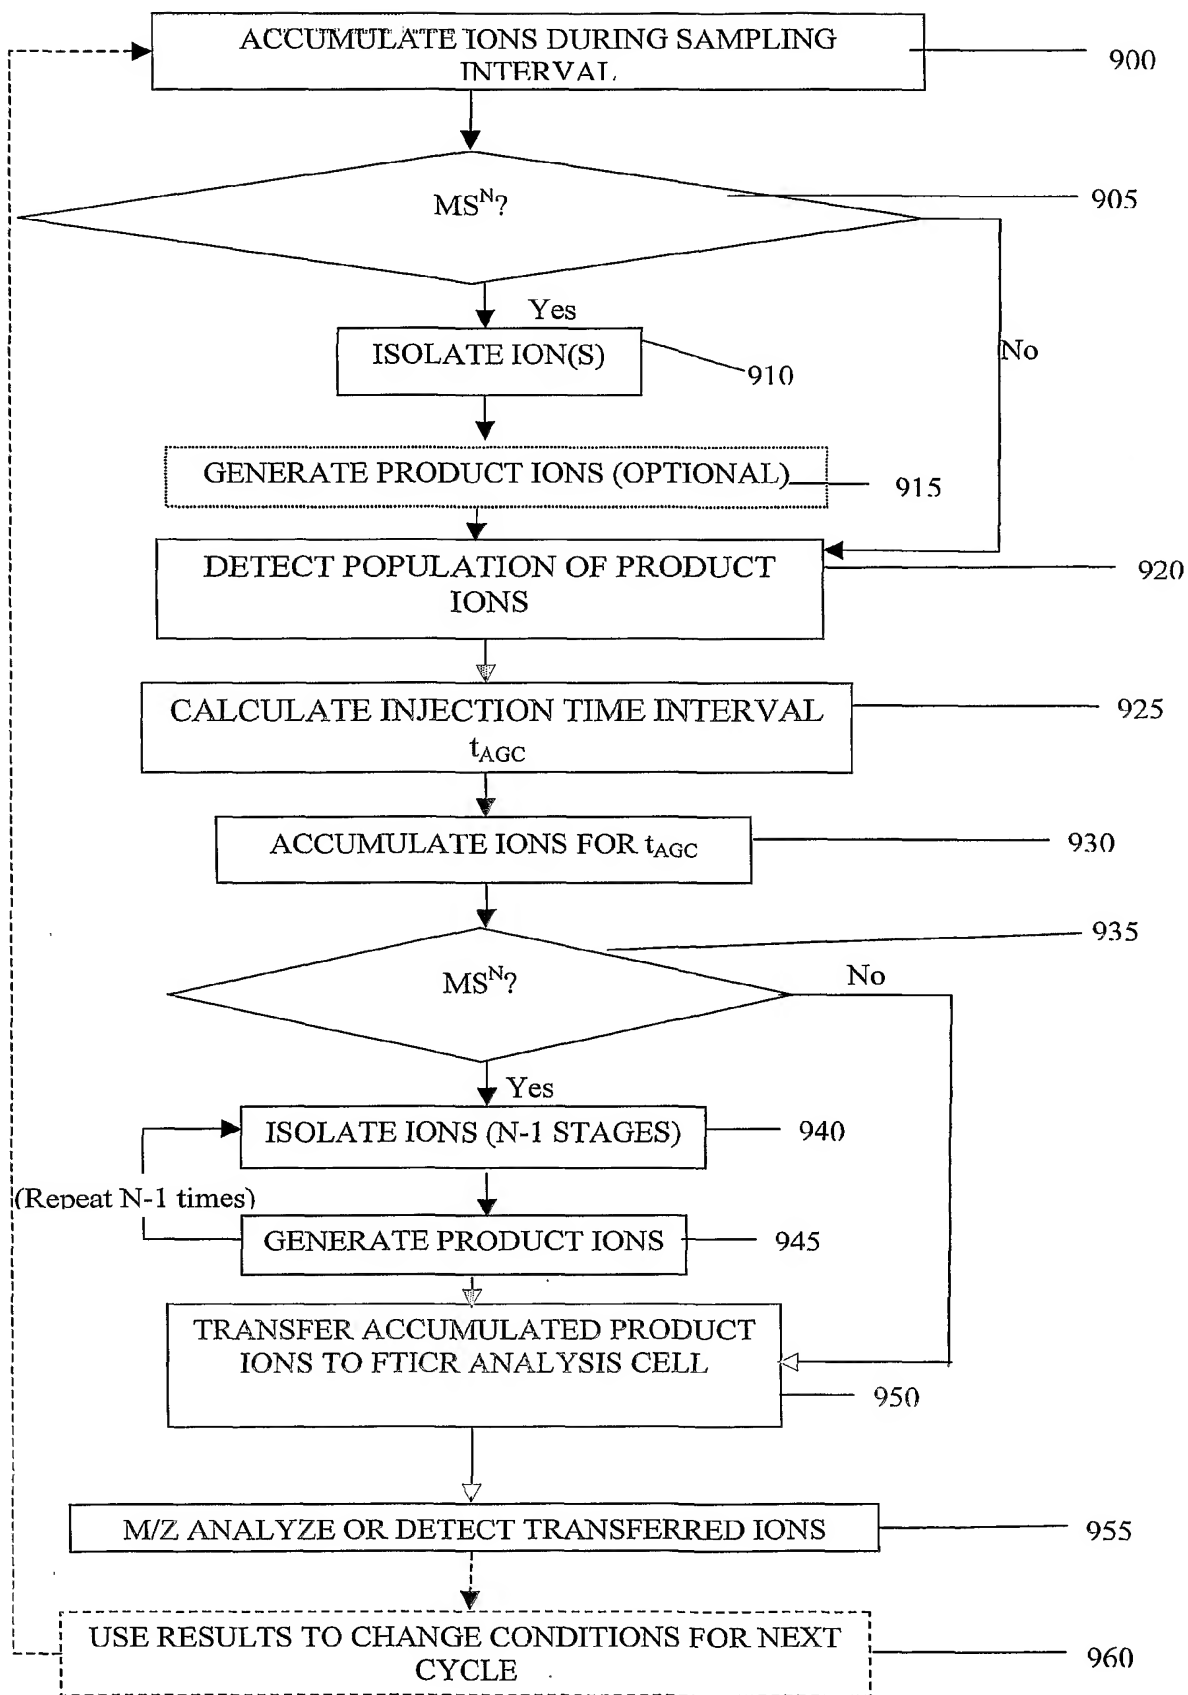 ACCUMULATE IONS DURING SAMPLING
INTERVAL
900
MS^N?
905
Yes
No
ISOLATE ION(S)
910
GENERATE PRODUCT IONS (OPTIONAL)
915
DETECT POPULATION OF PRODUCT
IONS
920
CALCULATE INJECTION TIME INTERVAL
t_AGC
925
ACCUMULATE IONS FOR t_AGC
930
935
MS^N?
No
Yes
ISOLATE IONS (N-1 STAGES)
940
(Repeat N-1 times)
GENERATE PRODUCT IONS
945
TRANSFER ACCUMULATED PRODUCT
IONS TO FTICR ANALYSIS CELL
950
M/Z ANALYZE OR DETECT TRANSFERRED IONS
955
USE RESULTS TO CHANGE CONDITIONS FOR NEXT
CYCLE
960